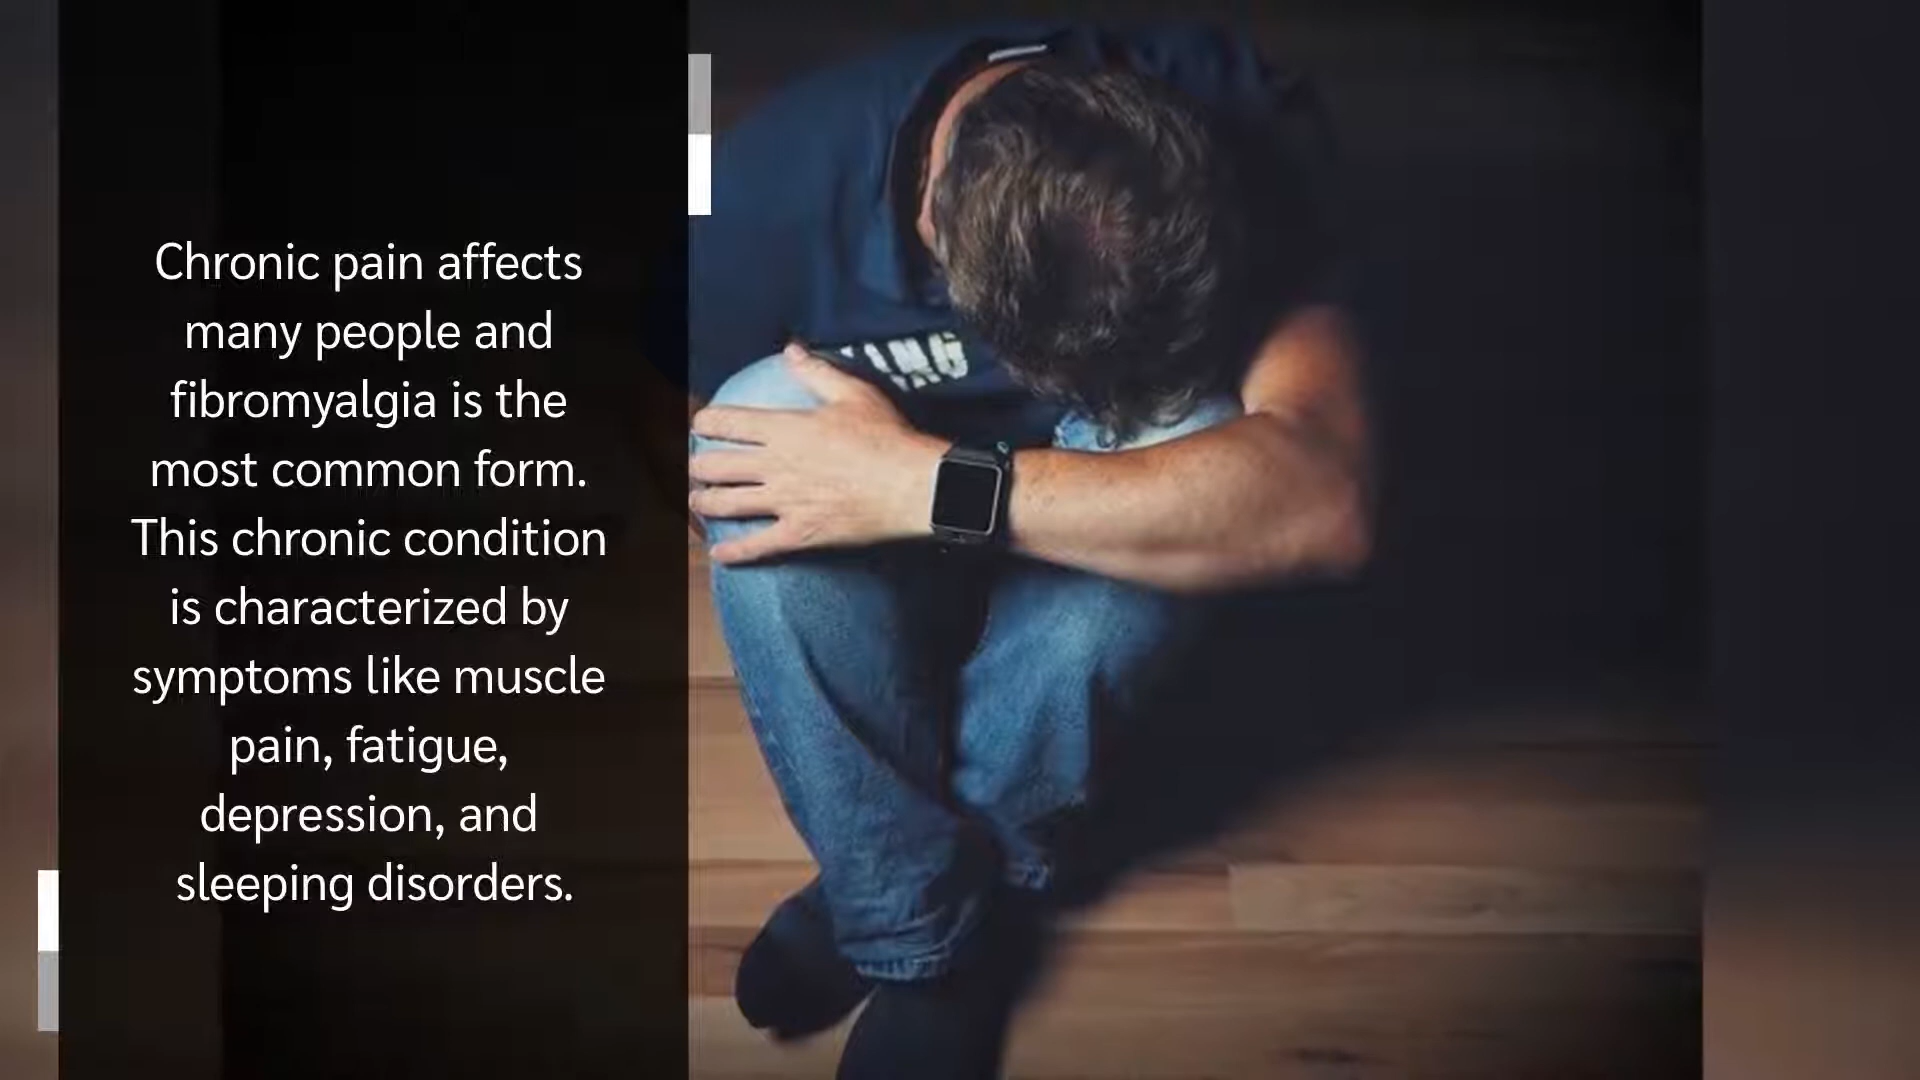 Chronic pain affects
many people and
fibromyalgia is the
most common form.
This chronic condition
is characterized by
symptoms like muscle
pain, fatigue,
depression, and
sleeping disorders.